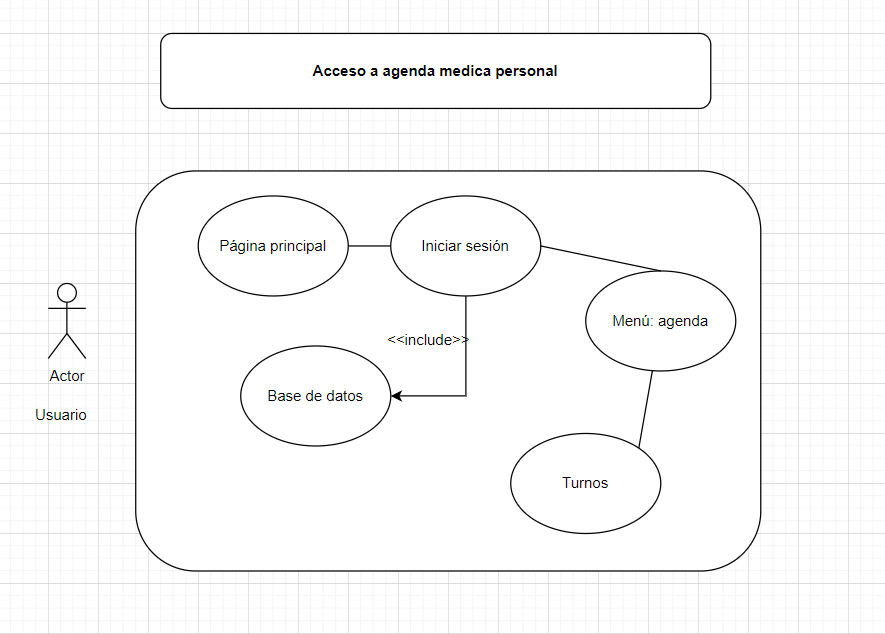 Acceso a agenda medica personal
Página principal
Iniciar sesión
Menú: agenda
<<include>>
Base de datos
Turnos
Actor
Usuario